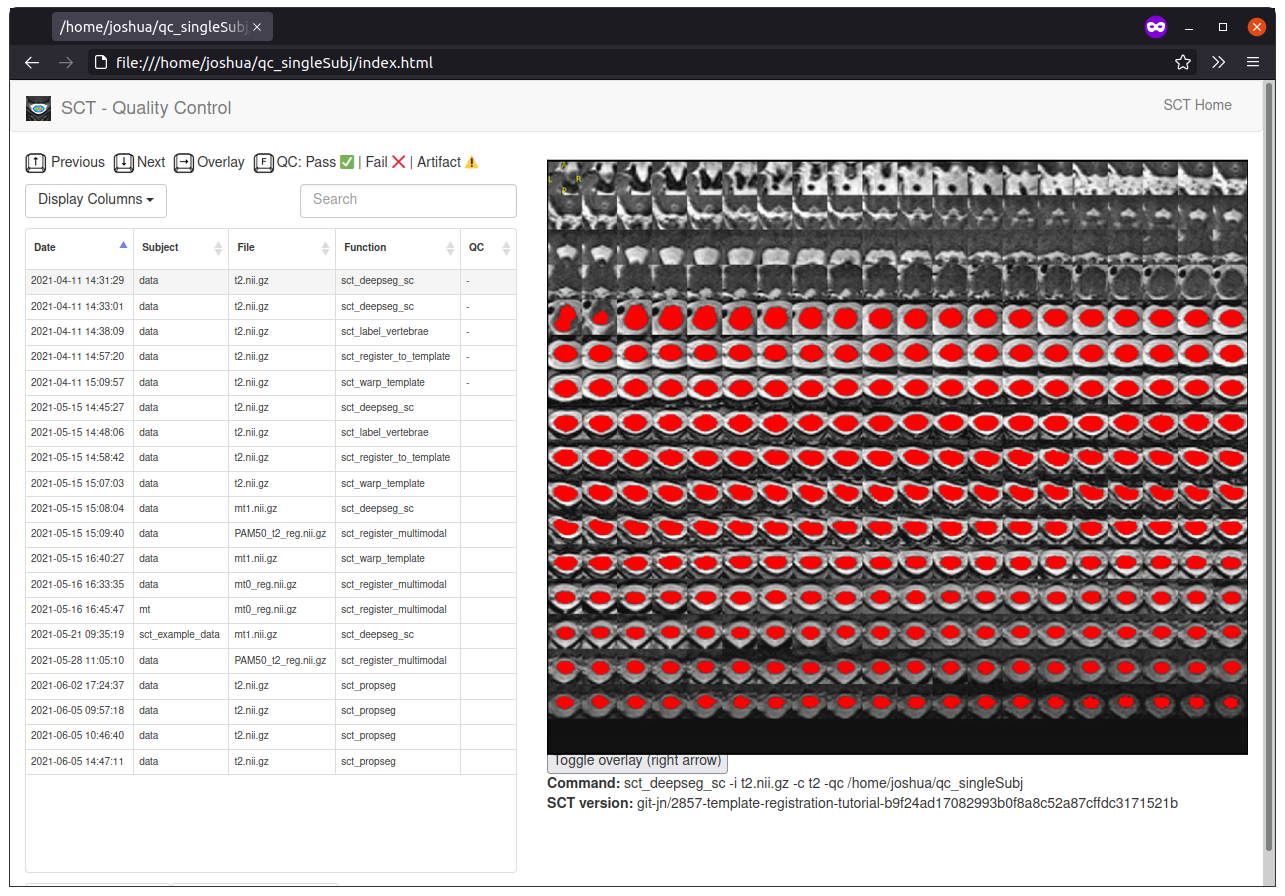 /home/joshua/qc_singleSubj
file:///home/joshua/qc_singleSubj/index.html
SCT - Quality Control
SCT Home
↑ Previous ↓ Next → Overlay F QC: Pass ✅ | Fail ❌ | Artifact ⚠️
Display Columns
Search
Date Subject File Function QC
2021-04-11 14:31:29 data t2.nii.gz sct_deepseg_sc -
2021-04-11 14:33:01 data t2.nii.gz sct_deepseg_sc -
2021-04-11 14:38:09 data t2.nii.gz sct_label_vertebrae -
2021-04-11 14:57:20 data t2.nii.gz sct_register_to_template -
2021-04-11 15:09:57 data t2.nii.gz sct_warp_template -
2021-05-15 14:45:27 data t2.nii.gz sct_deepseg_sc
2021-05-15 14:48:06 data t2.nii.gz sct_label_vertebrae
2021-05-15 14:58:42 data t2.nii.gz sct_register_to_template
2021-05-15 15:07:03 data t2.nii.gz sct_warp_template
2021-05-15 15:08:04 data mt1.nii.gz sct_deepseg_sc
2021-05-15 15:09:40 data PAM50_t2_reg.nii.gz sct_register_multimodal
2021-05-15 16:40:27 data mt1.nii.gz sct_warp_template
2021-05-16 16:33:35 data mt0_reg.nii.gz sct_register_multimodal
2021-05-16 16:45:47 mt mt0_reg.nii.gz sct_register_multimodal
2021-05-21 09:35:19 sct_example_data mt1.nii.gz sct_deepseg_sc
2021-05-28 11:05:10 data PAM50_t2_reg.nii.gz sct_register_multimodal
2021-06-02 17:24:37 data t2.nii.gz sct_propseg
2021-06-05 09:57:18 data t2.nii.gz sct_propseg
2021-06-05 10:46:40 data t2.nii.gz sct_propseg
2021-06-05 14:47:11 data t2.nii.gz sct_propseg
A
L R
P
Toggle overlay (right arrow)
Command: sct_deepseg_sc -i t2.nii.gz -c t2 -qc /home/joshua/qc_singleSubj
SCT version: git-jn/2857-template-registration-tutorial-b9f24ad17082993b0f8a8c52a87cffdc3171521b